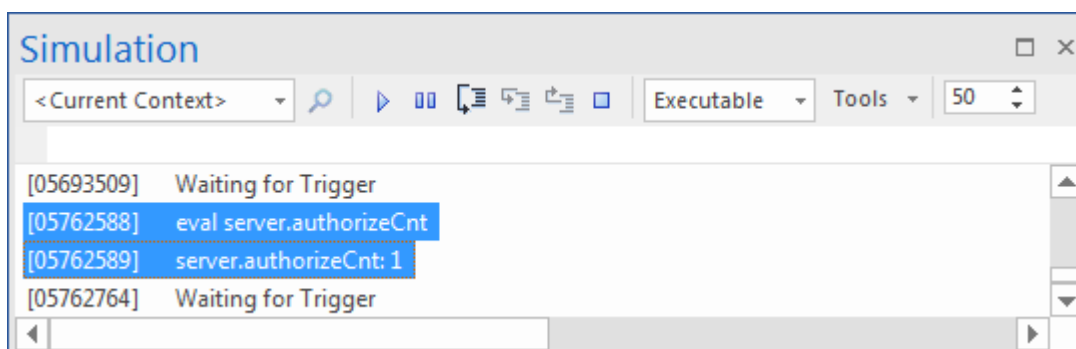 Simulation
<Current Context> Executable Tools 50
[05693509] Waiting for Trigger
[05762588] eval server.authorizeCnt
[05762589] server.authorizeCnt: 1
[05762764] Waiting for Trigger